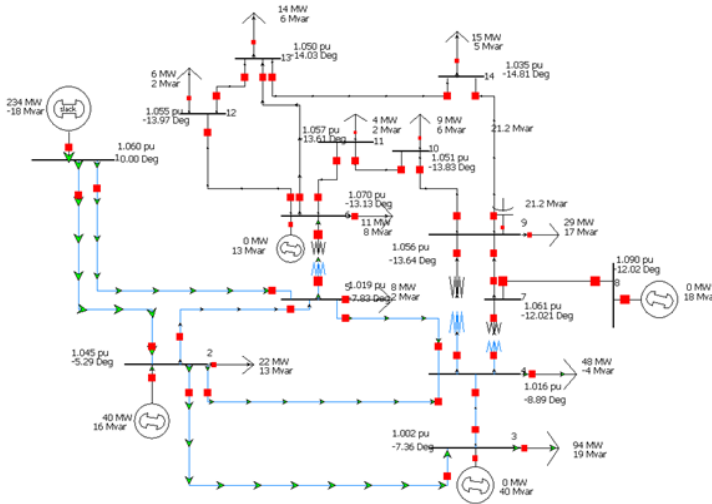 14 MW
6 Mvar
1.050 pu
-14.03 Deg
13
15 MW
5 Mvar
1.035 pu
-14.81 Deg
14
6 MW
2 Mvar
1.055 pu
-13.97 Deg
12
234 MW
-18 Mvar
slack
4 MW
2 Mvar
1.057 pu
-13.61 Deg
11
9 MW
6 Mvar
10
1.051 pu
-13.83 Deg
21.2 Mvar
1.060 pu
0.00 Deg
1.070 pu
-13.13 Deg
6
11 MW
8 Mvar
0 MW
13 Mvar
21.2 Mvar
9
29 MW
17 Mvar
1.056 pu
-13.64 Deg
1.090 pu
-12.02 Deg
8
0 MW
18 Mvar
5
1.019 pu
-7.83 Deg
8 MW
2 Mvar
7
1.061 pu
-12.021 Deg
1.045 pu
-5.29 Deg
2
22 MW
13 Mvar
4
48 MW
-4 Mvar
1.016 pu
-8.89 Deg
40 MW
16 Mvar
1.002 pu
-7.36 Deg
3
94 MW
19 Mvar
0 MW
40 Mvar